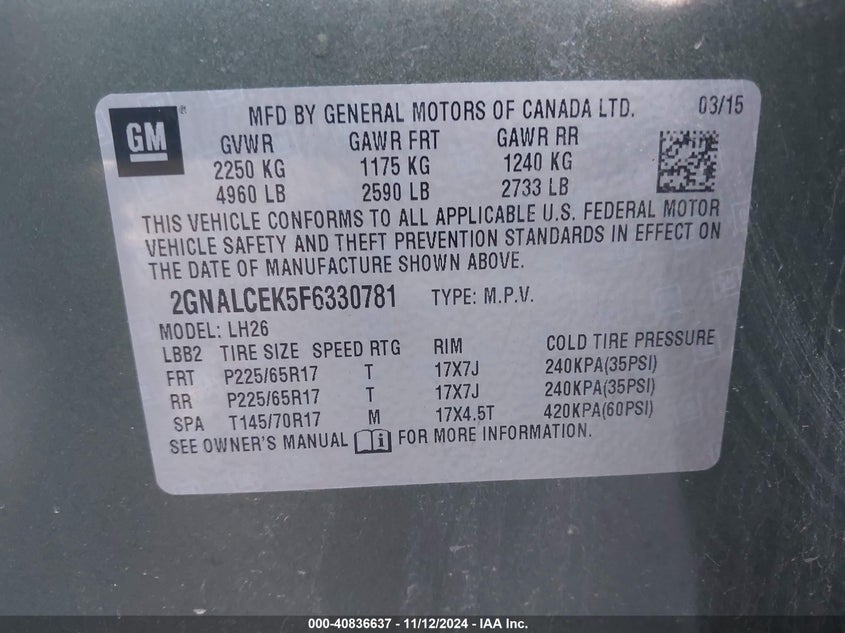 GM
MFD BY GENERAL MOTORS OF CANADA LTD. 03/15
GVWR GAWR FRT GAWR RR
2250 KG 1175 KG 1240 KG
4960 LB 2590 LB 2733 LB
THIS VEHICLE CONFORMS TO ALL APPLICABLE U.S. FEDERAL MOTOR
VEHICLE SAFETY AND THEFT PREVENTION STANDARDS IN EFFECT ON
THE DATE OF MANUFACTURE SHOWN ABOVE.
2GNALCEK5F6330781 TYPE: M.P.V.
MODEL: LH26
LBB2 TIRE SIZE SPEED RTG RIM COLD TIRE PRESSURE
FRT P225/65R17 T 17X7J 240KPA(35PSI)
RR P225/65R17 T 17X7J 240KPA(35PSI)
SPA T145/70R17 M 17X4.5T 420KPA(60PSI)
SEE OWNER'S MANUAL FOR MORE INFORMATION.
000-40836637 - 11/12/2024 - IAA Inc.